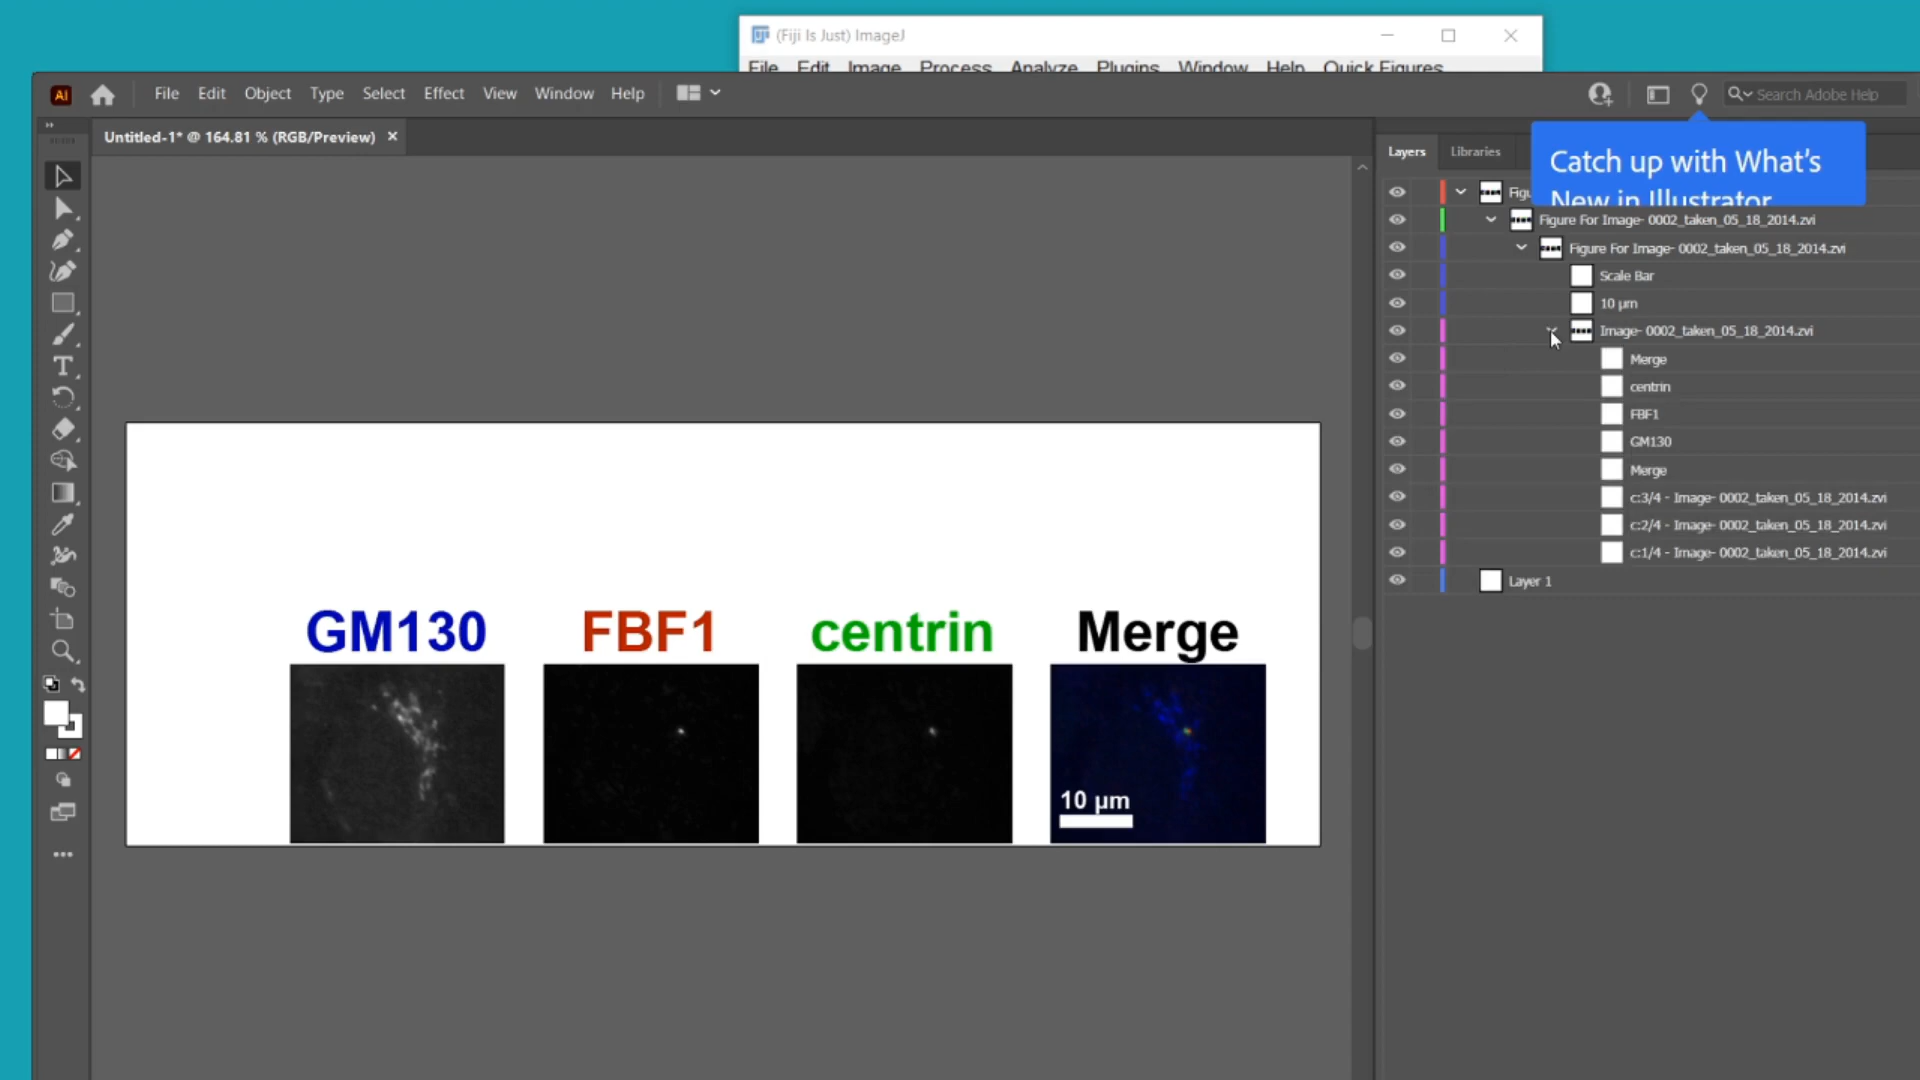 (Fiji Is Just) ImageJ
File Edit Image Process Analyze Plugins Window Help Quick Figures
Ai File Edit Object Type Select Effect View Window Help Search Adobe Help
Untitled-1* @ 164.81 % (RGB/Preview)
Layers Libraries
Catch up with What's
New in Illustrator
Figu
Figure For Image- 0002_taken_05_18_2014.zvi
Figure For Image- 0002_taken_05_18_2014.zvi
Scale Bar
10 µm
Image- 0002_taken_05_18_2014.zvi
Merge
centrin
FBF1
GM130
Merge
c:3/4 - Image- 0002_taken_05_18_2014.zvi
c:2/4 - Image- 0002_taken_05_18_2014.zvi
c:1/4 - Image- 0002_taken_05_18_2014.zvi
Layer 1
GM130 FBF1 centrin Merge
10 µm